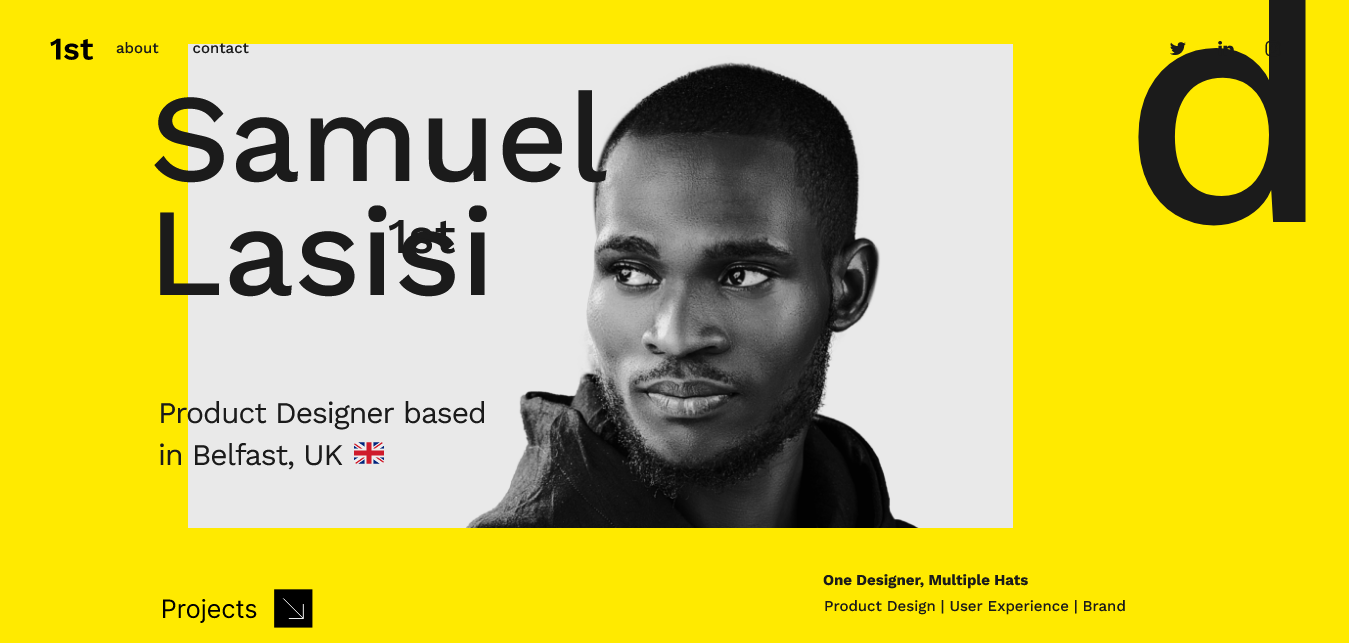 1st about contact
d
Samuel
Lasisi
1st
Product Designer based
in Belfast, UK
Projects
One Designer, Multiple Hats
Product Design | User Experience | Brand